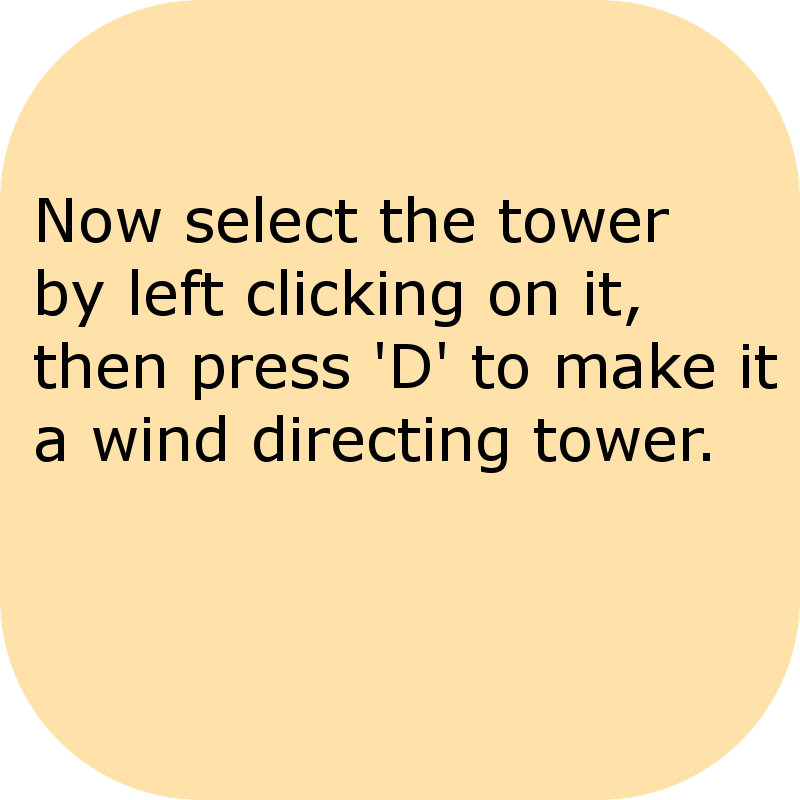 Now select the tower
by left clicking on it,
then press 'D' to make it
a wind directing tower.